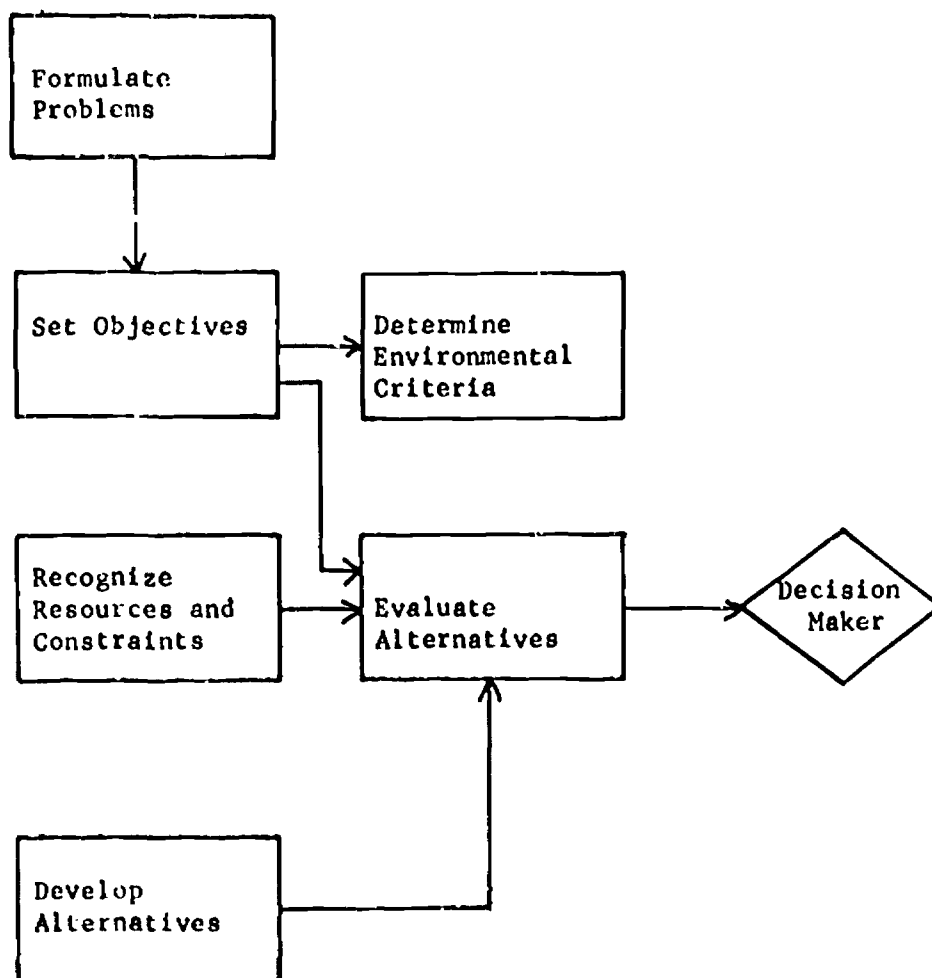 Formulate
Problems
Set Objectives
Determine
Environmental
Criteria
Recognize
Resources and
Constraints
Evaluate
Alternatives
Decision
Maker
Develop
Alternatives